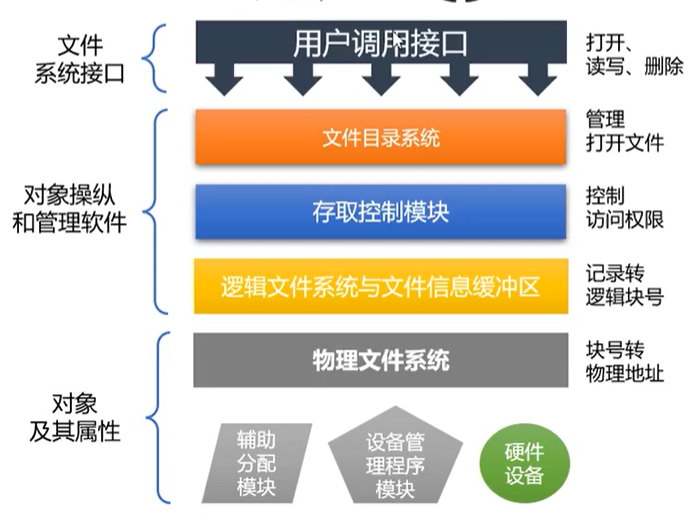 文件
系统接口
用户调用接口
打开、
读写、删除
对象操纵
和管理软件
文件目录系统
管理
打开文件
存取控制模块
控制
访问权限
逻辑文件系统与文件信息缓冲区
记录转
逻辑块号
对象
及其属性
物理文件系统
块号转
物理地址
辅助
分配
模块
设备管
理程序
模块
硬件
设备